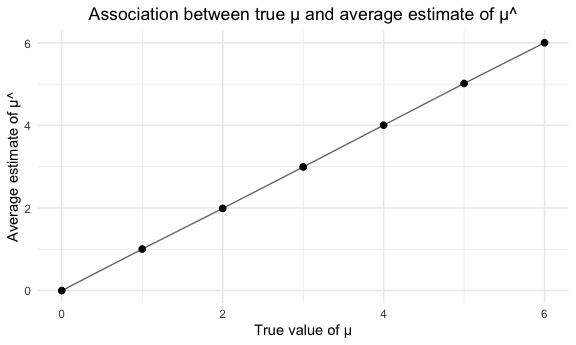 Association between true μ and average estimate of μ^
Average estimate of μ^
6
4
2
0
0 2 4 6
True value of μ